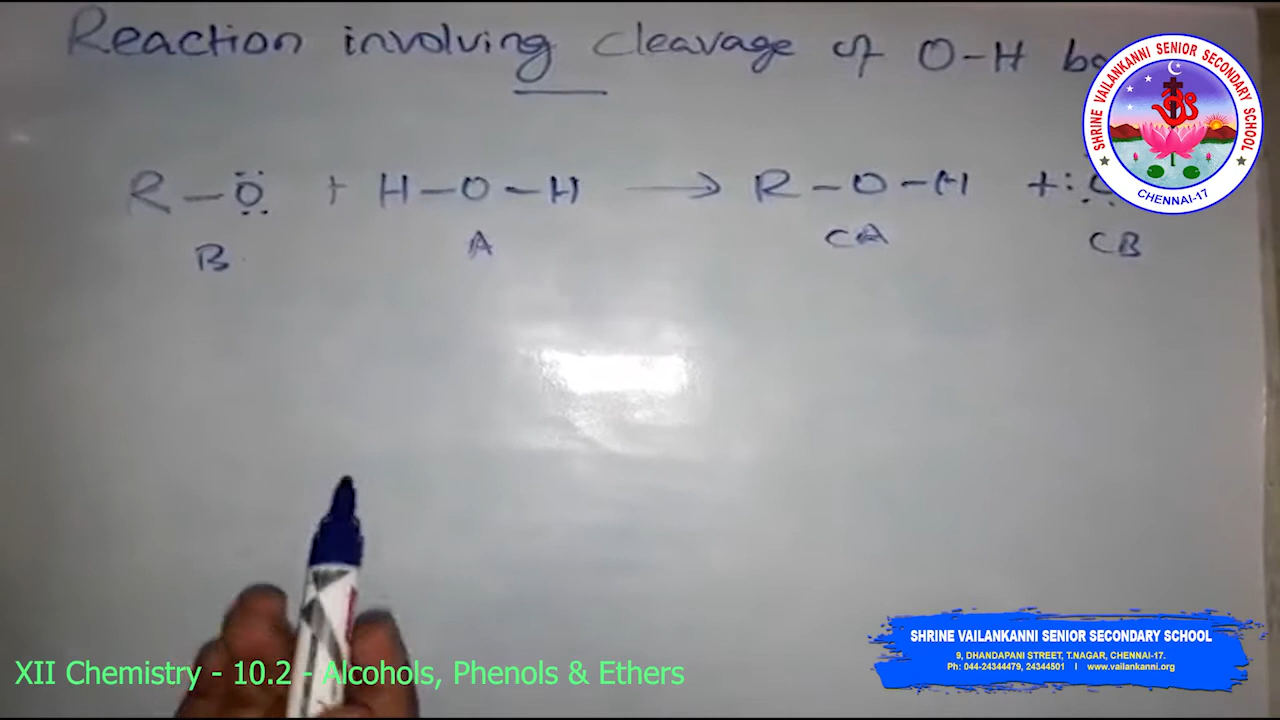 Reaction involving cleavage of O-H
R-O + H-O-H → R-O-H + :
B A CA CB
SHRINE VAILANKANNI SENIOR SECONDARY SCHOOL
CHENNAI-17
XII Chemistry - 10.2 - Alcohols, Phenols & Ethers
SHRINE VAILANKANNI SENIOR SECONDARY SCHOOL
9, DHANDAPANI STREET, T.NAGAR, CHENNAI-17.
Ph: 044-24344479, 24344501 I www.vailankanni.org